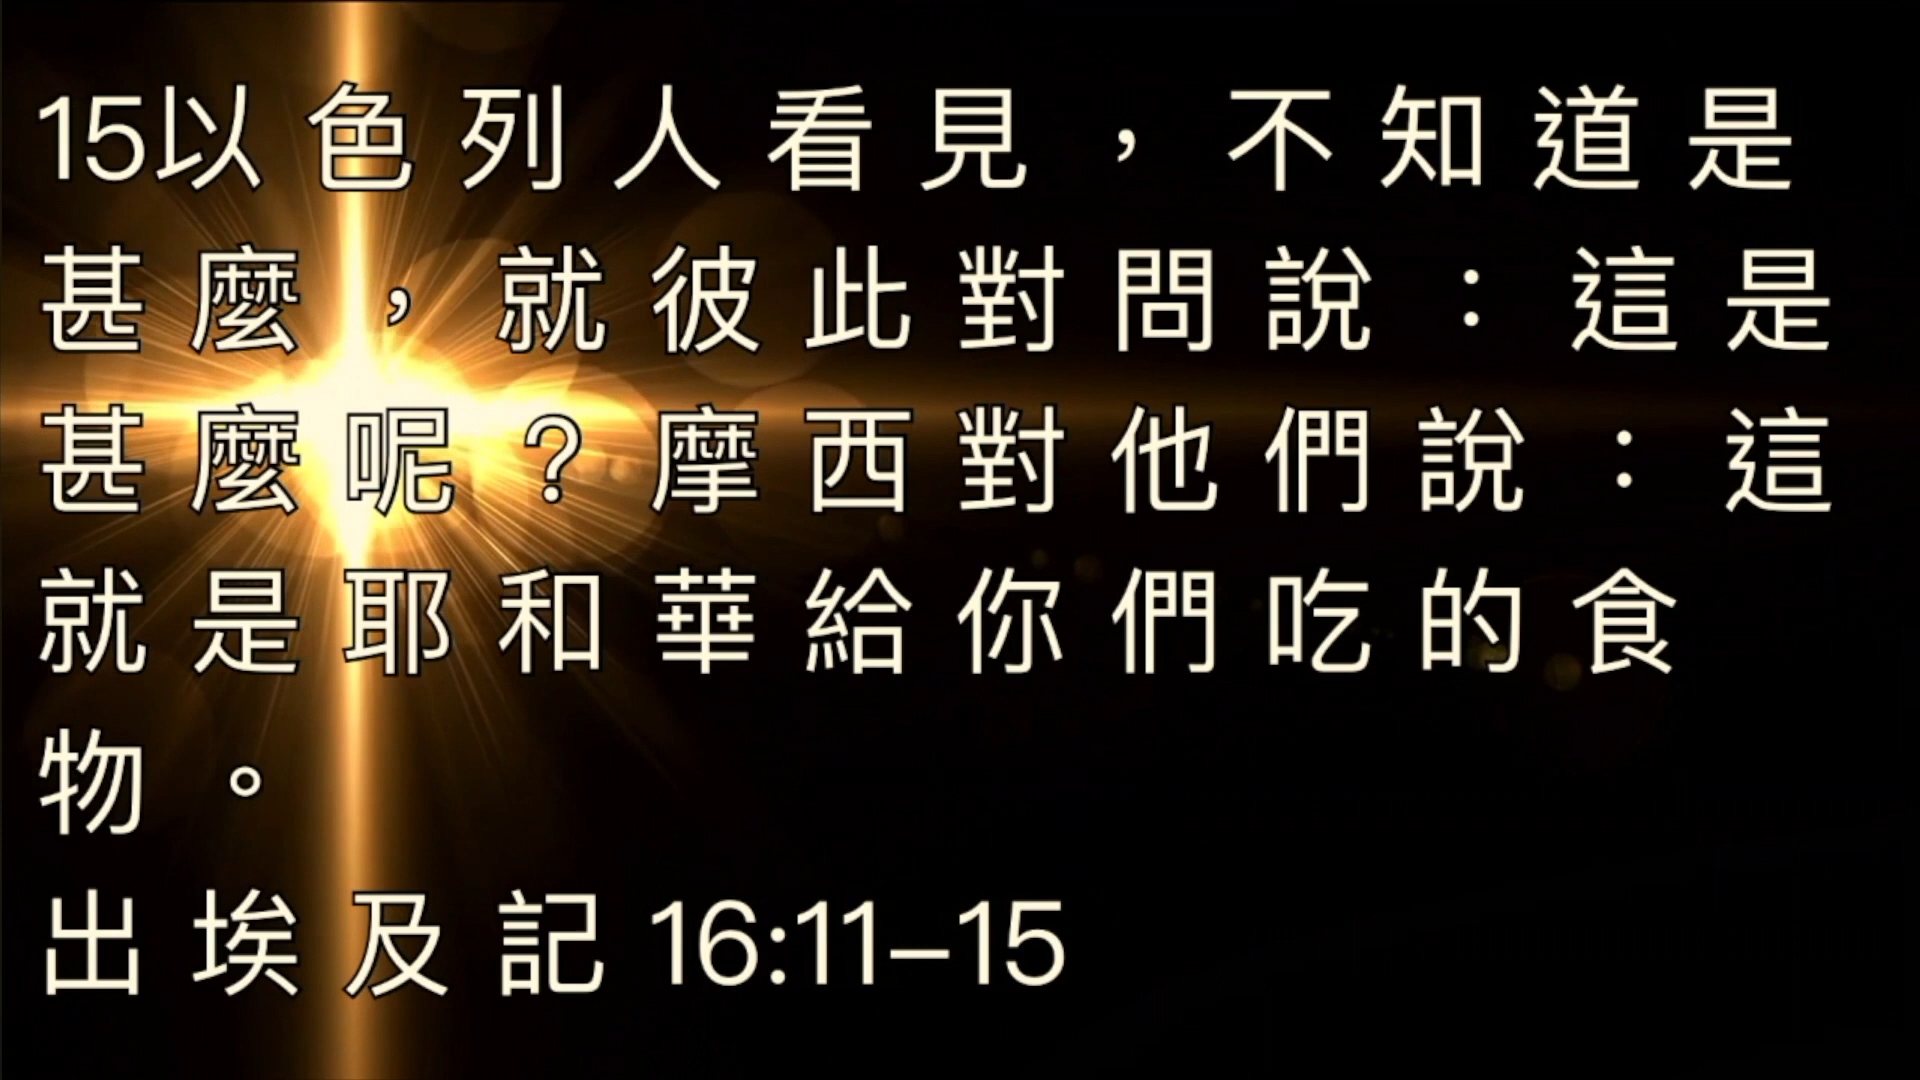 15以 色 列 人 看 見 ， 不 知 道 是
甚 麼 ， 就 彼 此 對 問 說 ： 這 是
甚 麼 呢 ？ 摩 西 對 他 們 說 ： 這
就 是 耶 和 華 給 你 們 吃 的 食
物 。
出 埃 及 記 16:11–15